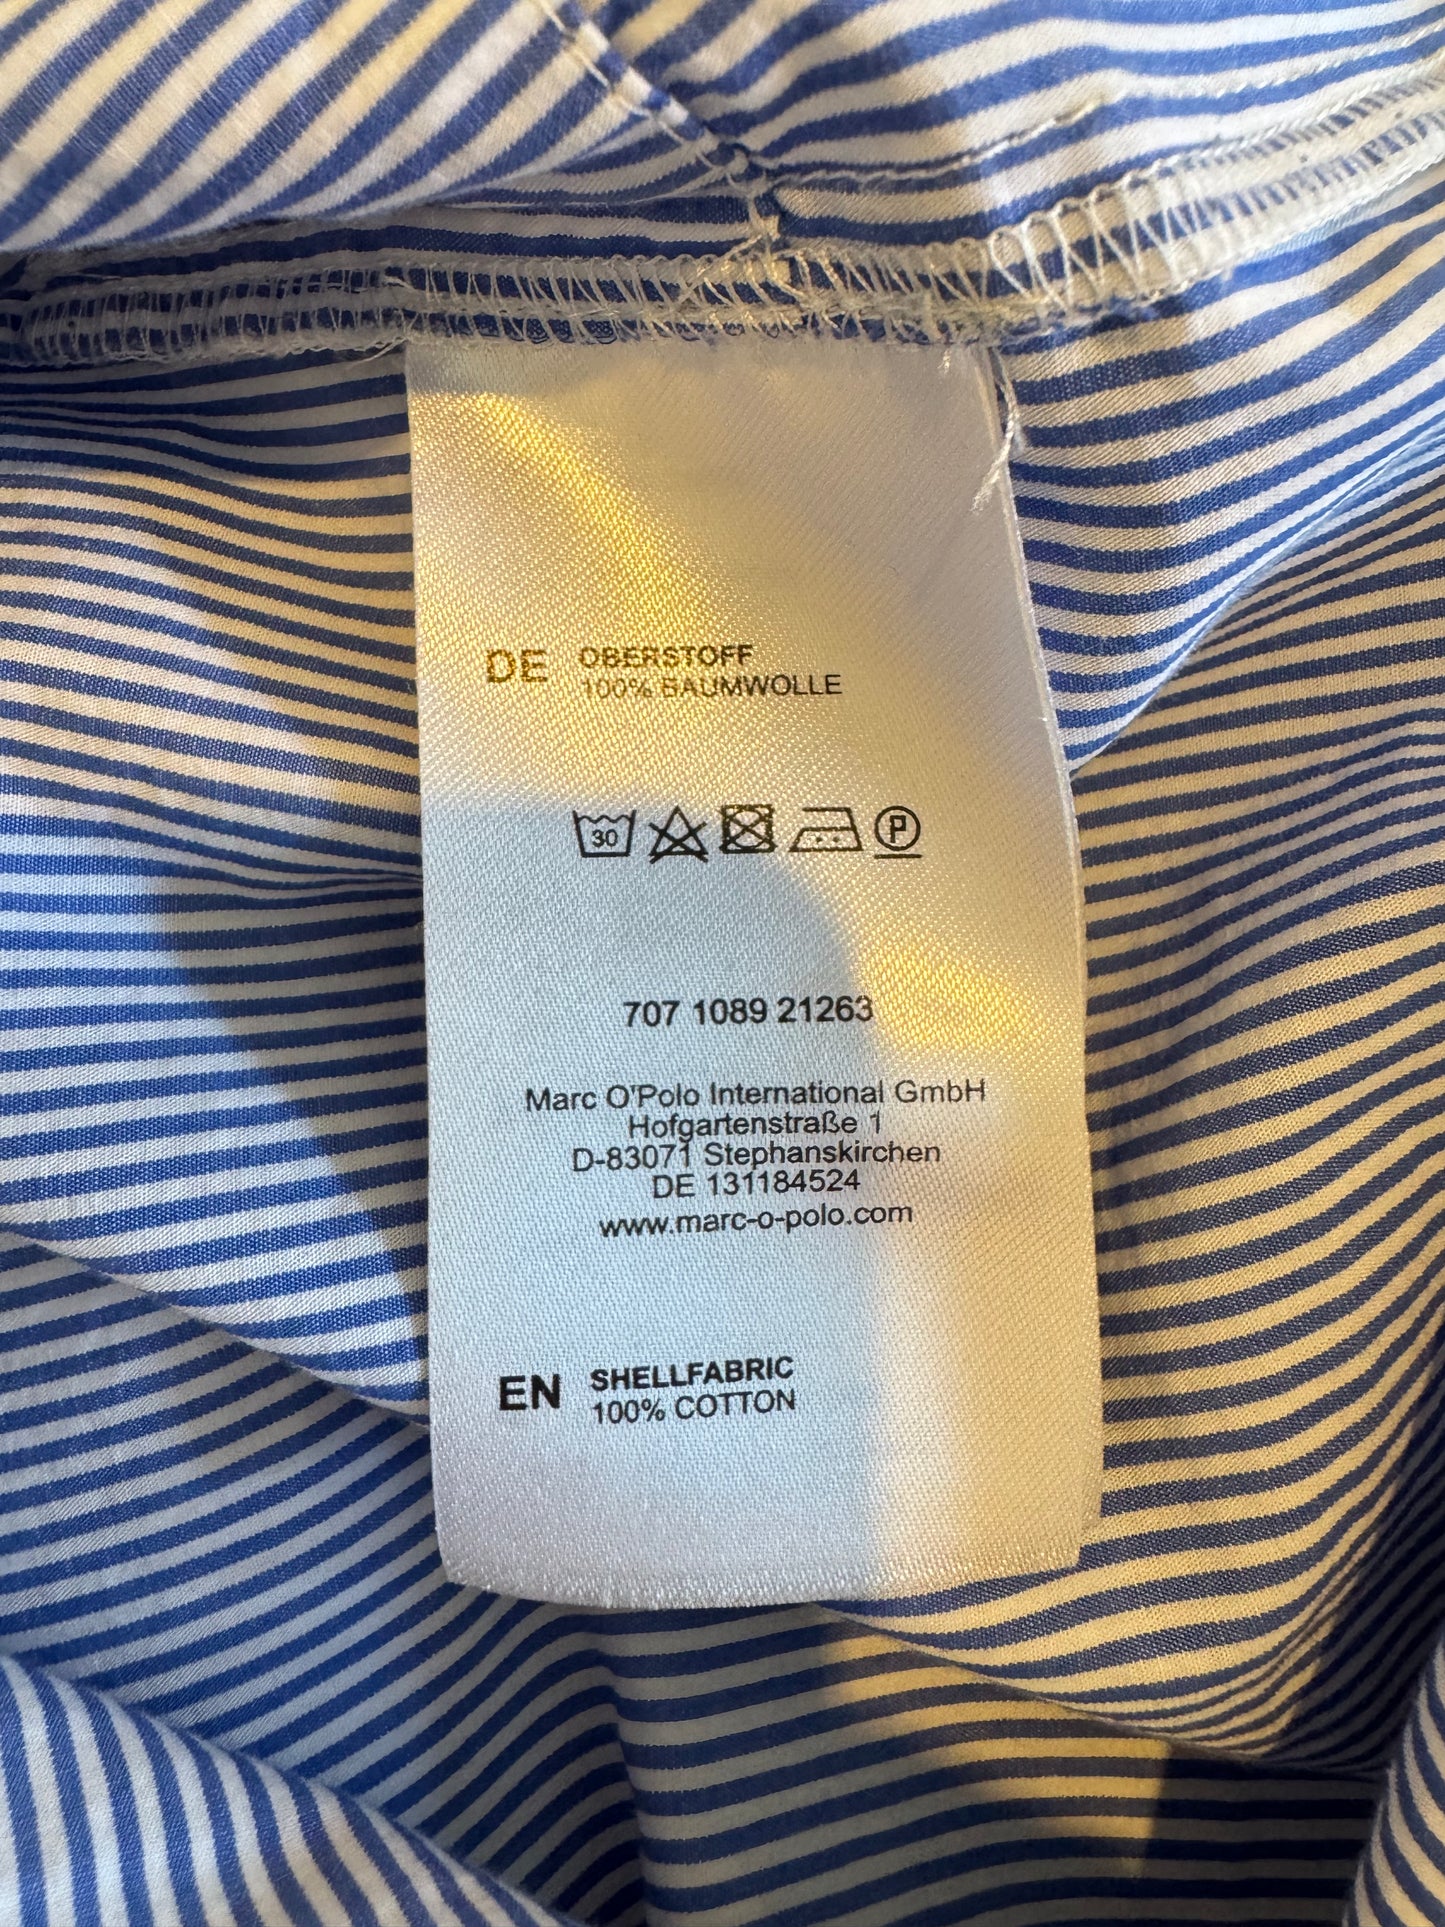 DE OBERSTOFF
100% BAUMWOLLE
30 P
707 1089 21263
Marc O'Polo International GmbH
Hofgartenstraße 1
D-83071 Stephanskirchen
DE 131184524
www.marc-o-polo.com
EN SHELLFABRIC
100% COTTON